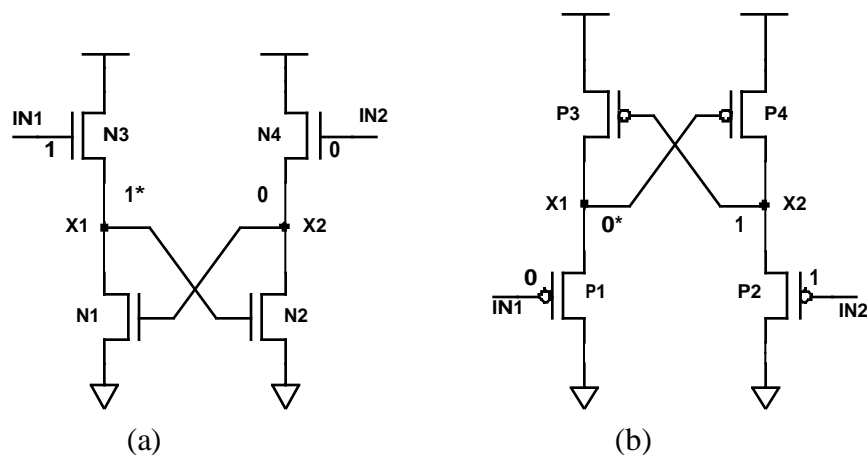 IN1 IN2 P3 P4
N3 N4
1 0
1* 0 X1 X2
X1 X2 0* 1
0 1
N1 N2 P1 P2
IN1 IN2
(a) (b)